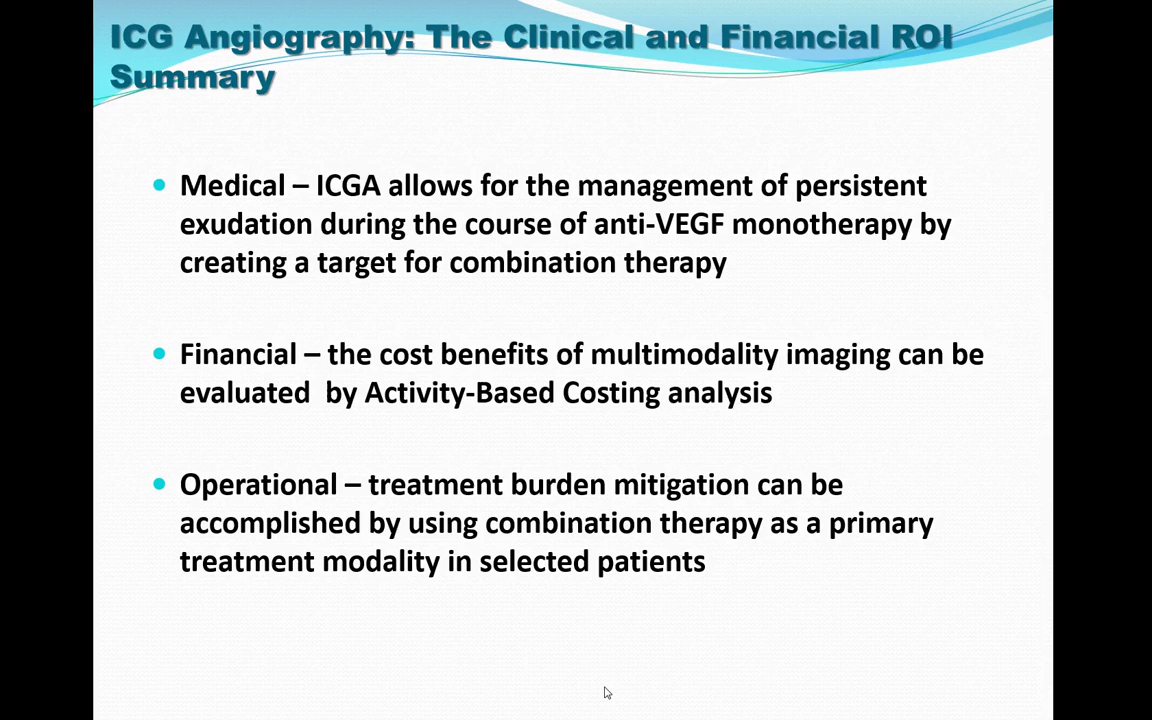 ICG Angiography: The Clinical and Financial ROI
Summary
• Medical – ICGA allows for the management of persistent
exudation during the course of anti-VEGF monotherapy by
creating a target for combination therapy
• Financial – the cost benefits of multimodality imaging can be
evaluated  by Activity-Based Costing analysis
• Operational – treatment burden mitigation can be
accomplished by using combination therapy as a primary
treatment modality in selected patients